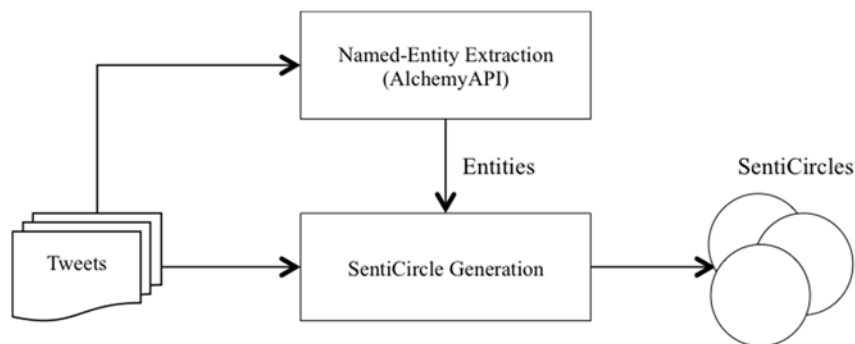 Named-Entity Extraction
(AlchemyAPI)
Entities
SentiCircles
Tweets
SentiCircle Generation